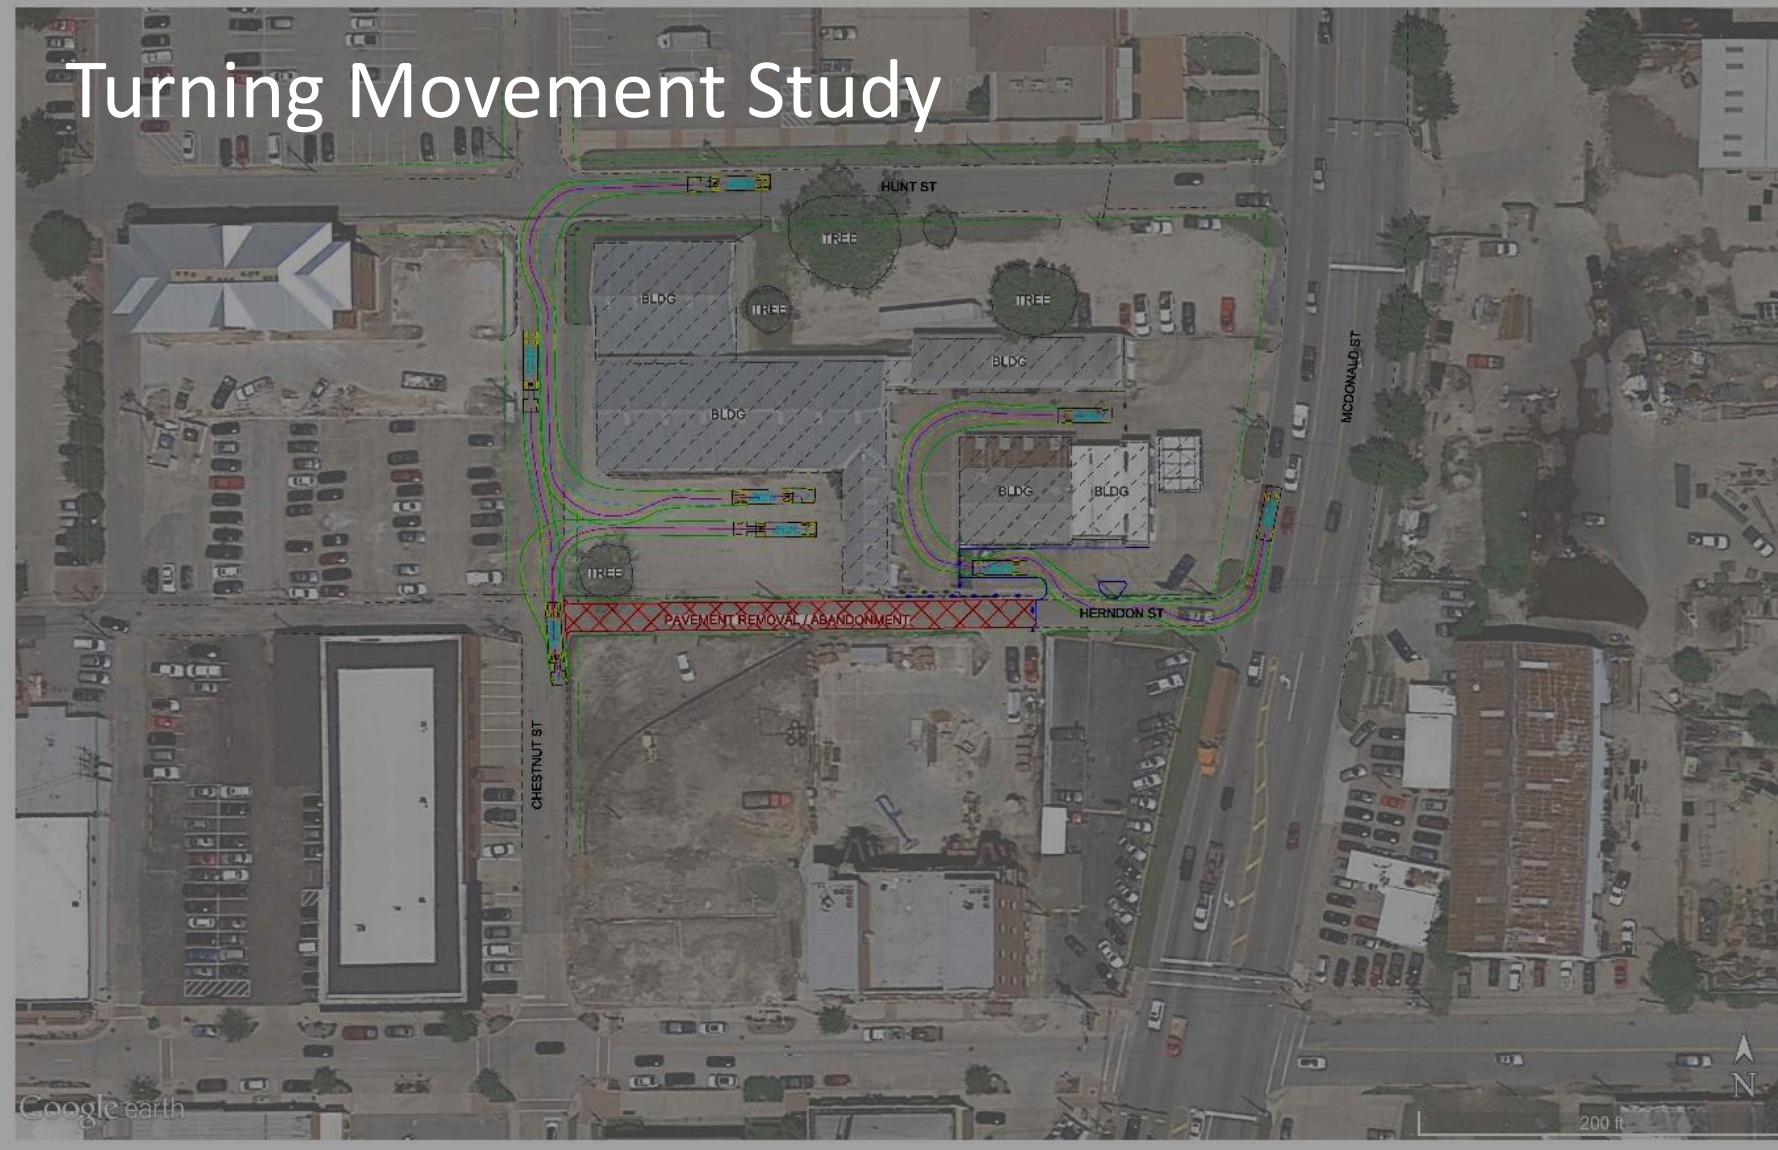 Turning Movement Study
HUNT ST
TREE
BLDG
TREE
TREE
BLDG
MCDONALD ST
BLDG
BLDG
BLDG
TREE
PAVEMENT REMOVAL / ABANDONMENT
HERNDON ST
CHESTNUT ST
N
Google earth
200 ft